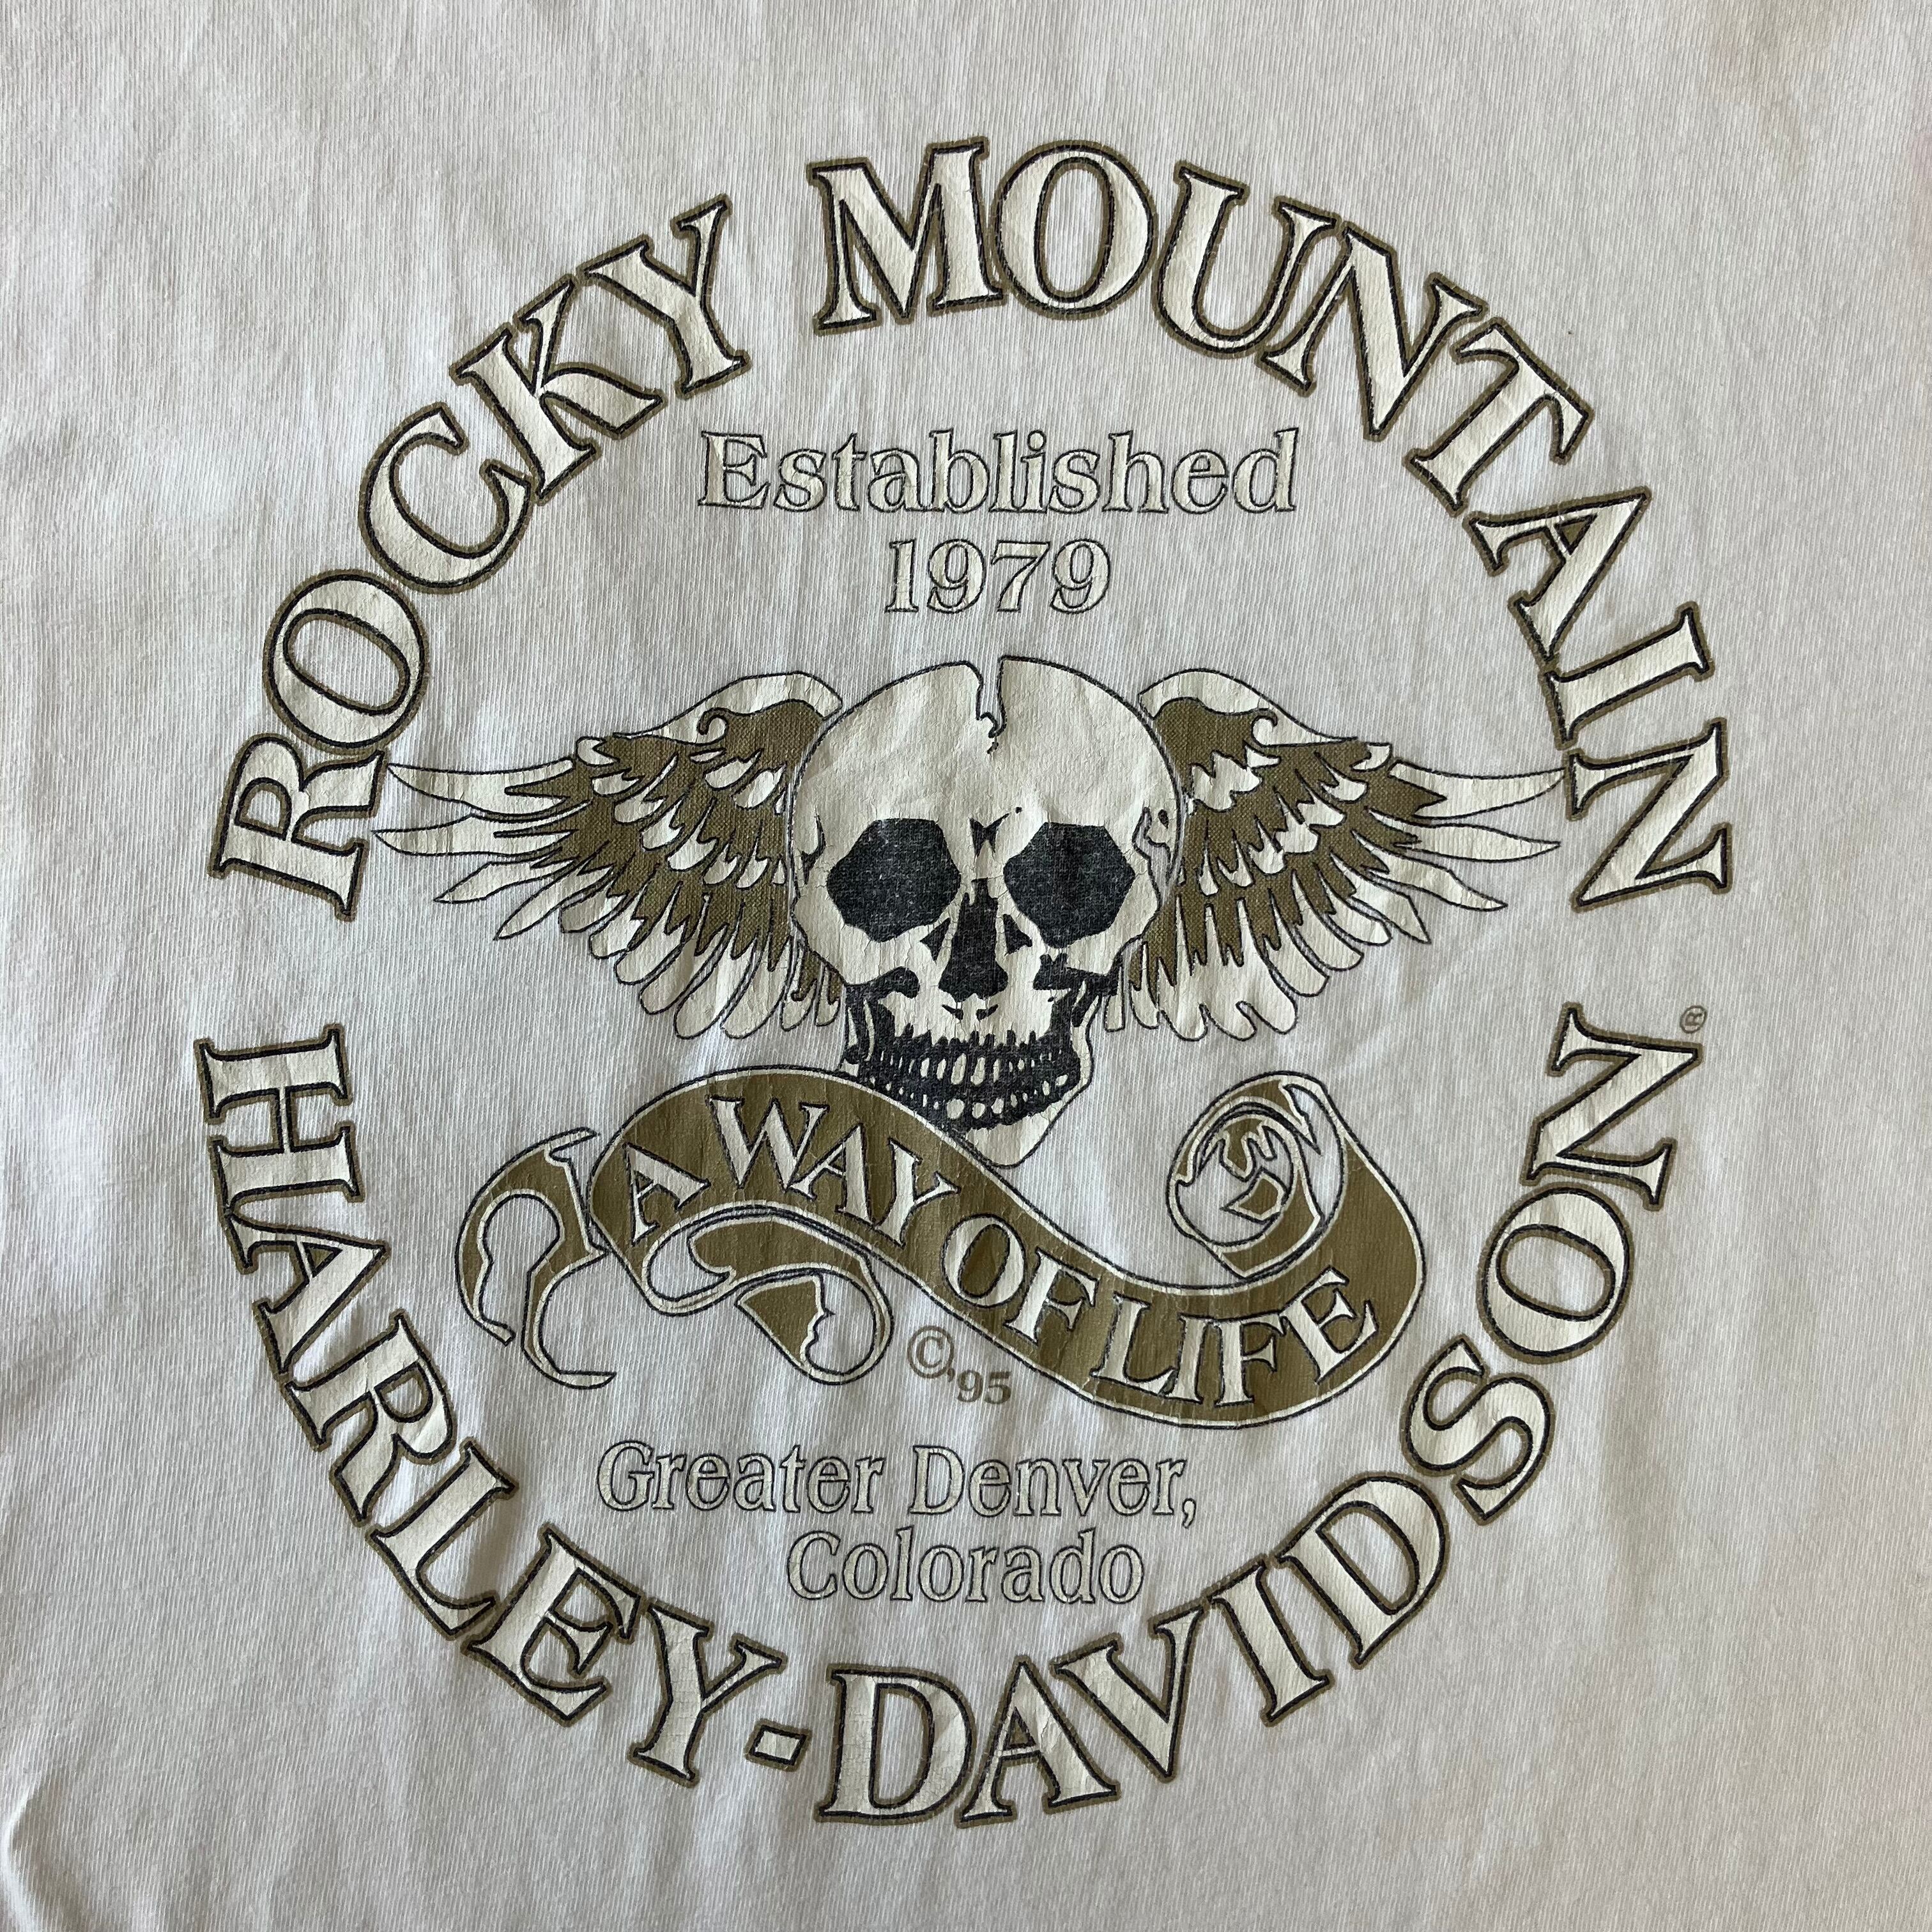 ROCKY MOUNTAIN
Established
1979
A WAY OF LIFE
©'95
Greater Denver,
Colorado
HARLEY-DAVIDSON®